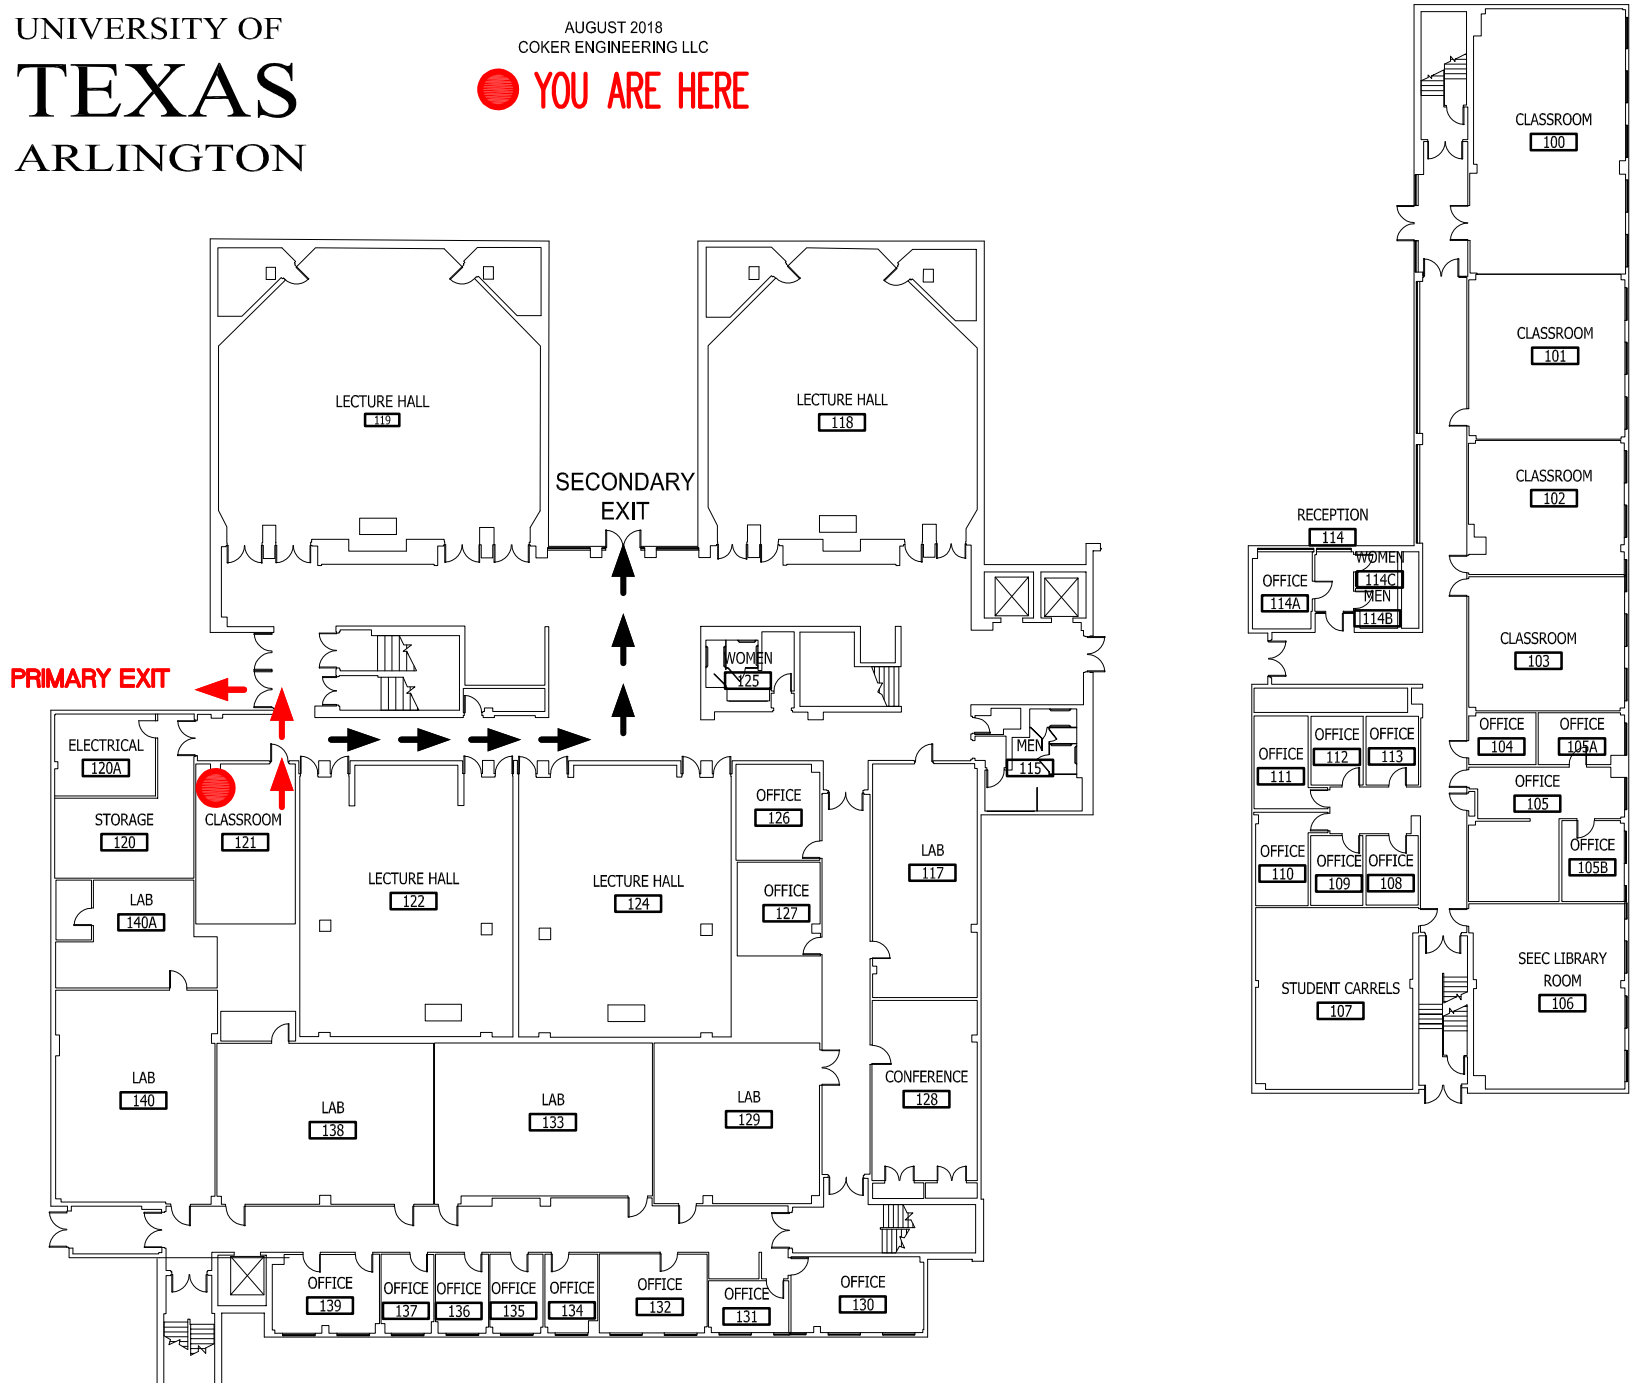 UNIVERSITY OF
TEXAS
ARLINGTON
AUGUST 2018
COKER ENGINEERING LLC
YOU ARE HERE
CLASSROOM
100
CLASSROOM
101
CLASSROOM
102
RECEPTION
114
WOMEN
114C
MEN
114B
OFFICE
114A
CLASSROOM
103
LECTURE HALL
119
LECTURE HALL
118
SECONDARY
EXIT
WOMEN
125
MEN
115
PRIMARY EXIT
ELECTRICAL
120A
STORAGE
120
CLASSROOM
121
LAB
140A
LECTURE HALL
122
LECTURE HALL
124
OFFICE
126
OFFICE
127
LAB
117
OFFICE
104
OFFICE
105A
OFFICE
105
OFFICE
105B
OFFICE
111
OFFICE
112
OFFICE
113
OFFICE
110
OFFICE
109
OFFICE
108
STUDENT CARRELS
107
SEEC LIBRARY
ROOM
106
LAB
140
LAB
138
LAB
133
LAB
129
CONFERENCE
128
OFFICE
139
OFFICE
137
OFFICE
136
OFFICE
135
OFFICE
134
OFFICE
132
OFFICE
131
OFFICE
130